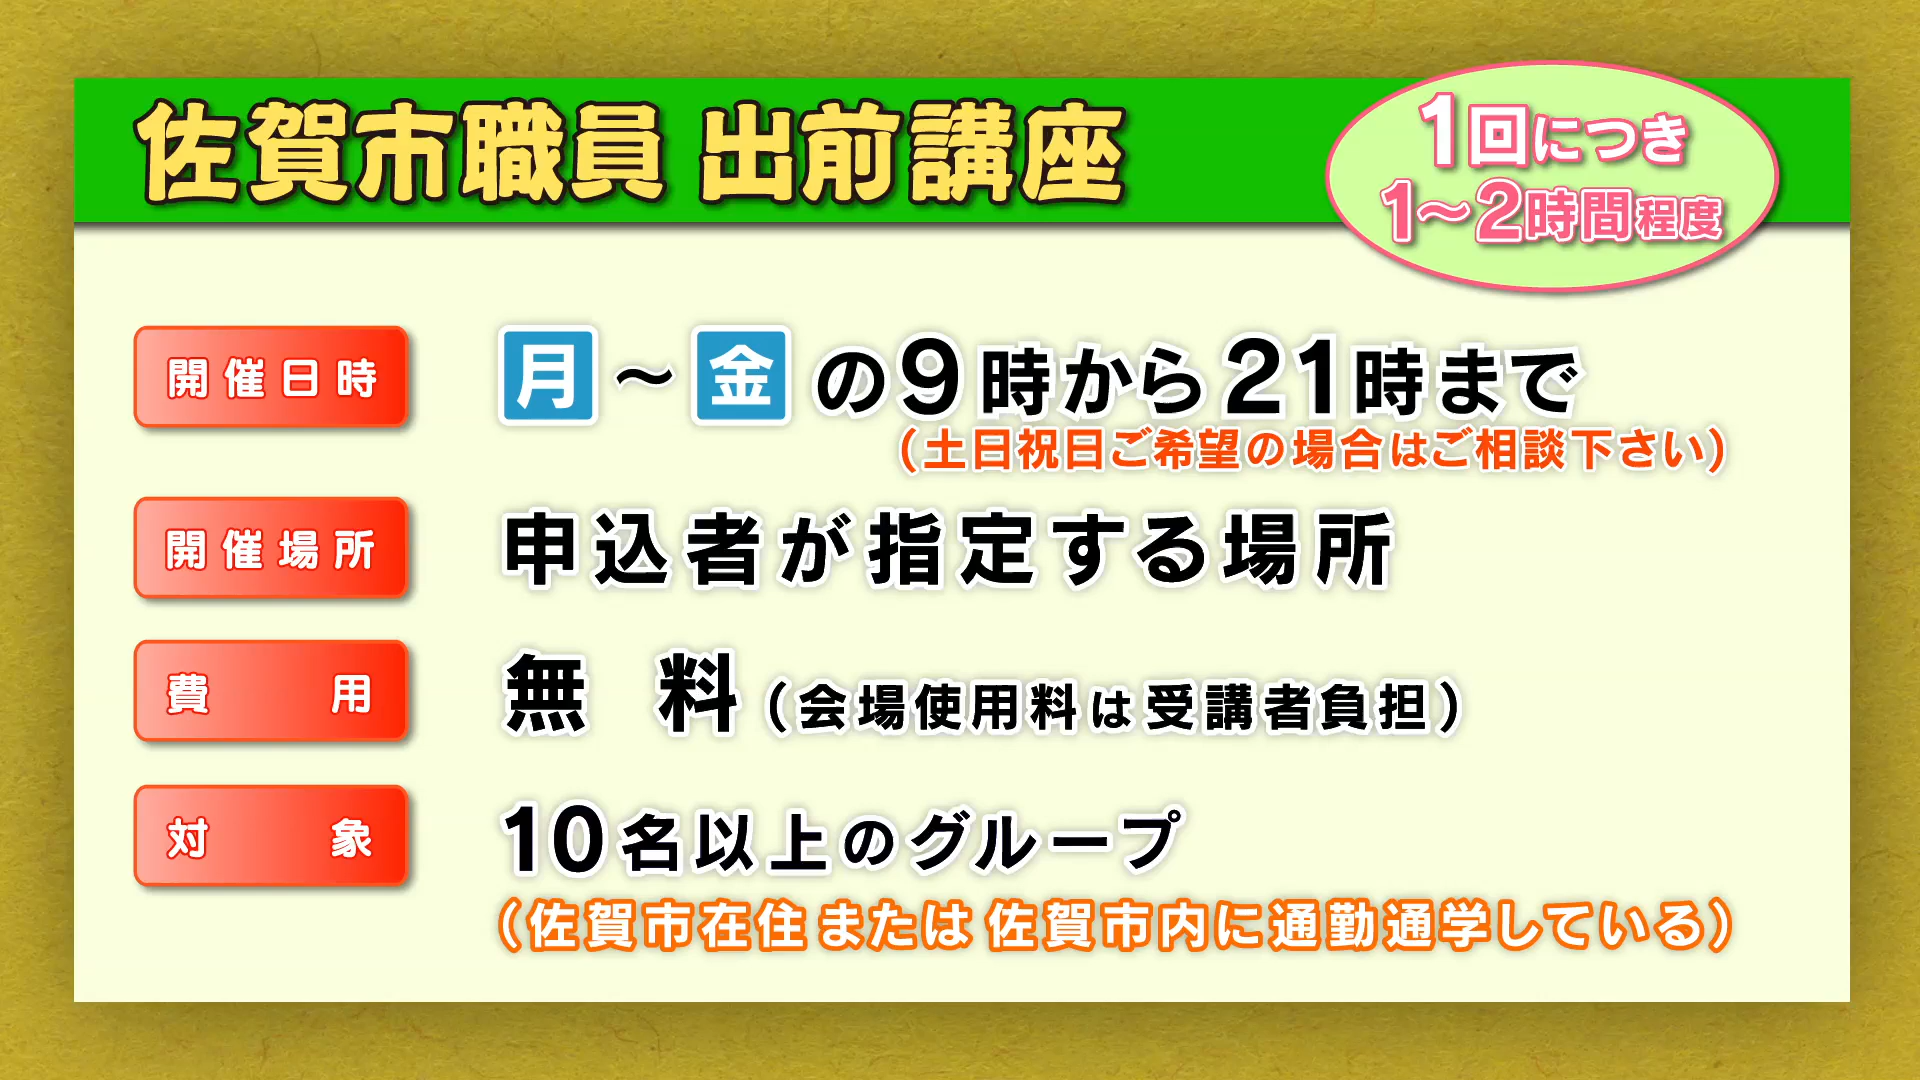 佐賀市職員 出前講座
1回につき
1～2時間程度
開催日時
月～金の9時から21時まで
（土日祝日ご希望の場合はご相談下さい）
開催場所
申込者が指定する場所
費用
無料（会場使用料は受講者負担）
対象
10名以上のグループ
（佐賀市在住または佐賀市内に通勤通学している）